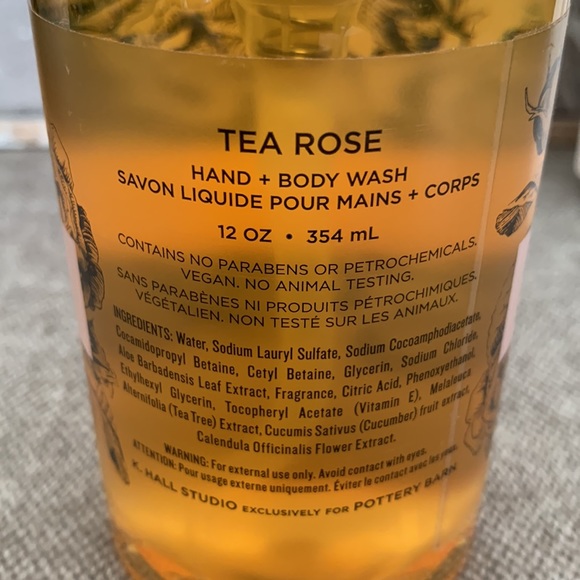 TEA ROSE
HAND + BODY WASH
SAVON LIQUIDE POUR MAINS + CORPS
12 OZ • 354 mL
CONTAINS NO PARABENS OR PETROCHEMICALS.
VEGAN. NO ANIMAL TESTING.
SANS PARABÈNES NI PRODUITS PÉTROCHIMIQUES.
VÉGÉTALIEN. NON TESTÉ SUR LES ANIMAUX.
INGREDIENTS: Water, Sodium Lauryl Sulfate, Sodium Cocoamphodiacetate,
Cocamidopropyl Betaine, Cetyl Betaine, Glycerin, Sodium Chloride,
Aloe Barbadensis Leaf Extract, Fragrance, Citric Acid, Phenoxyethanol,
Ethylhexyl Glycerin, Tocopheryl Acetate (Vitamin E), Melaleuca
Alternifolia (Tea Tree) Extract, Cucumis Sativus (Cucumber) fruit extract,
Calendula Officinalis Flower Extract.
WARNING: For external use only. Avoid contact with eyes.
ATTENTION: Pour usage externe uniquement. Éviter le contact avec les yeux.
K. HALL STUDIO EXCLUSIVELY FOR POTTERY BARN